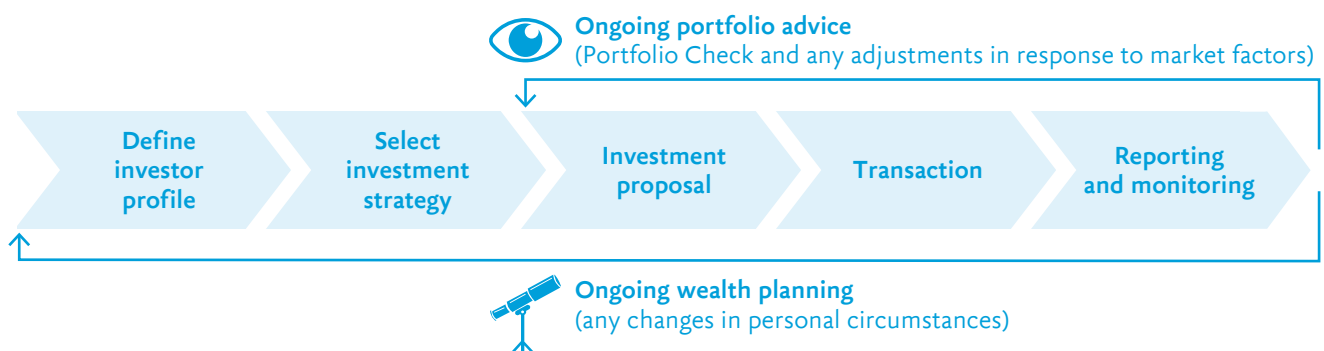 Ongoing portfolio advice
(Portfolio Check and any adjustments in response to market factors)
Define
investor
profile
Select
investment
strategy
Investment
proposal
Transaction
Reporting
and monitoring
Ongoing wealth planning
(any changes in personal circumstances)